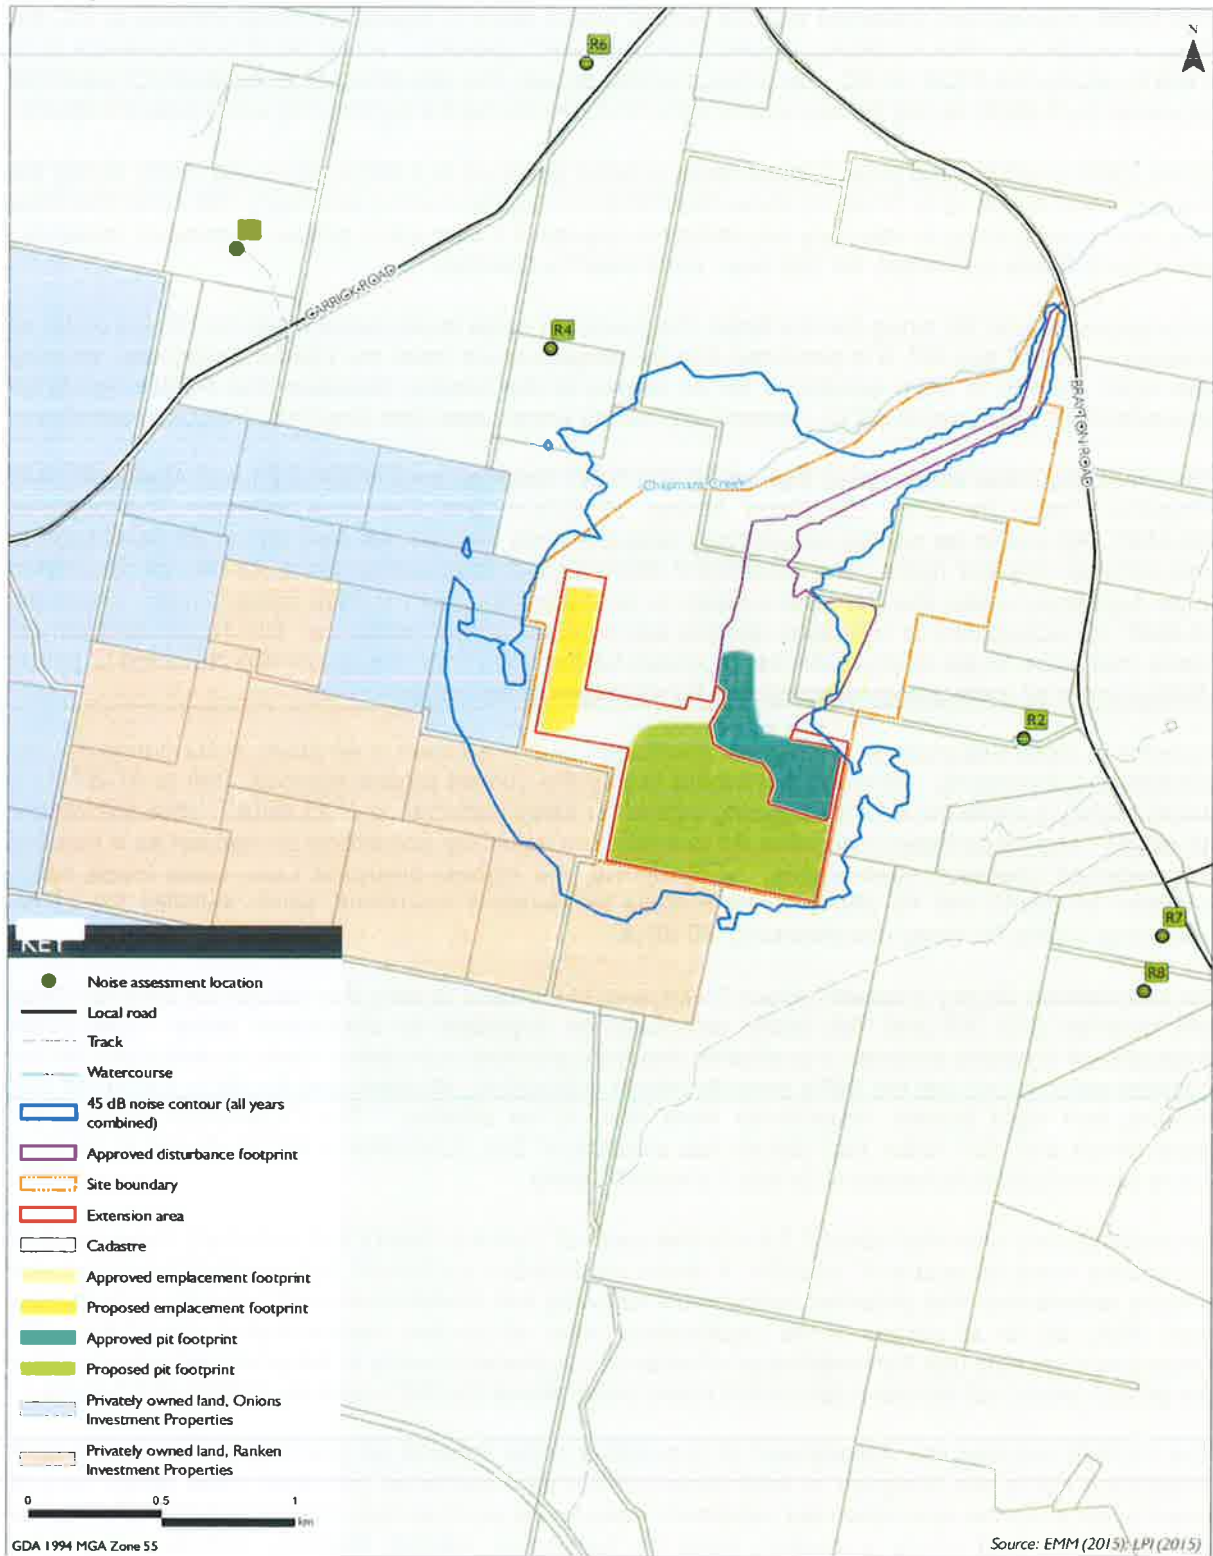 N
R6
CARRICK ROAD
R4
BRAYTON ROAD
Chapmans Creek
R2
R7
R8
KEY
Noise assessment location
Local road
Track
Watercourse
45 dB noise contour (all years
combined)
Approved disturbance footprint
Site boundary
Extension area
Cadastre
Approved emplacement footprint
Proposed emplacement footprint
Approved pit footprint
Proposed pit footprint
Privately owned land, Onions
Investment Properties
Privately owned land, Ranken
Investment Properties
0 0.5 1
km
GDA 1994 MGA Zone 55
Source: EMM (2015); LPI (2015)